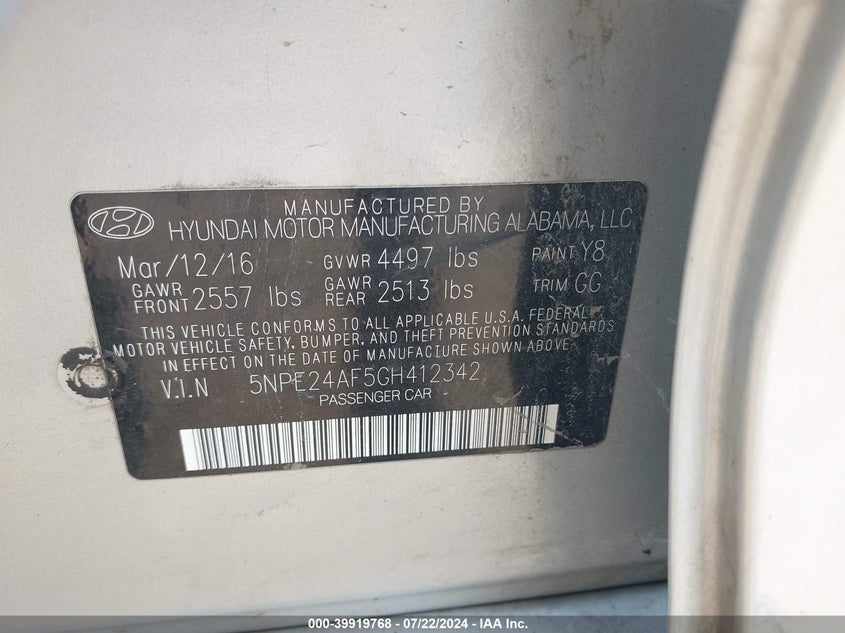 MANUFACTURED BY
HYUNDAI MOTOR MANUFACTURING ALABAMA, LLC
Mar/12/16 GVWR 4497 lbs PAINT Y8
GAWR FRONT 2557 lbs GAWR REAR 2513 lbs TRIM GC
THIS VEHICLE CONFORMS TO ALL APPLICABLE U.S.A. FEDERAL
MOTOR VEHICLE SAFETY, BUMPER, AND THEFT PREVENTION STANDARDS
IN EFFECT ON THE DATE OF MANUFACTURE SHOWN ABOVE.
V.I.N 5NPE24AF5GH412342
PASSENGER CAR
000-39919768 - 07/22/2024 - IAA Inc.